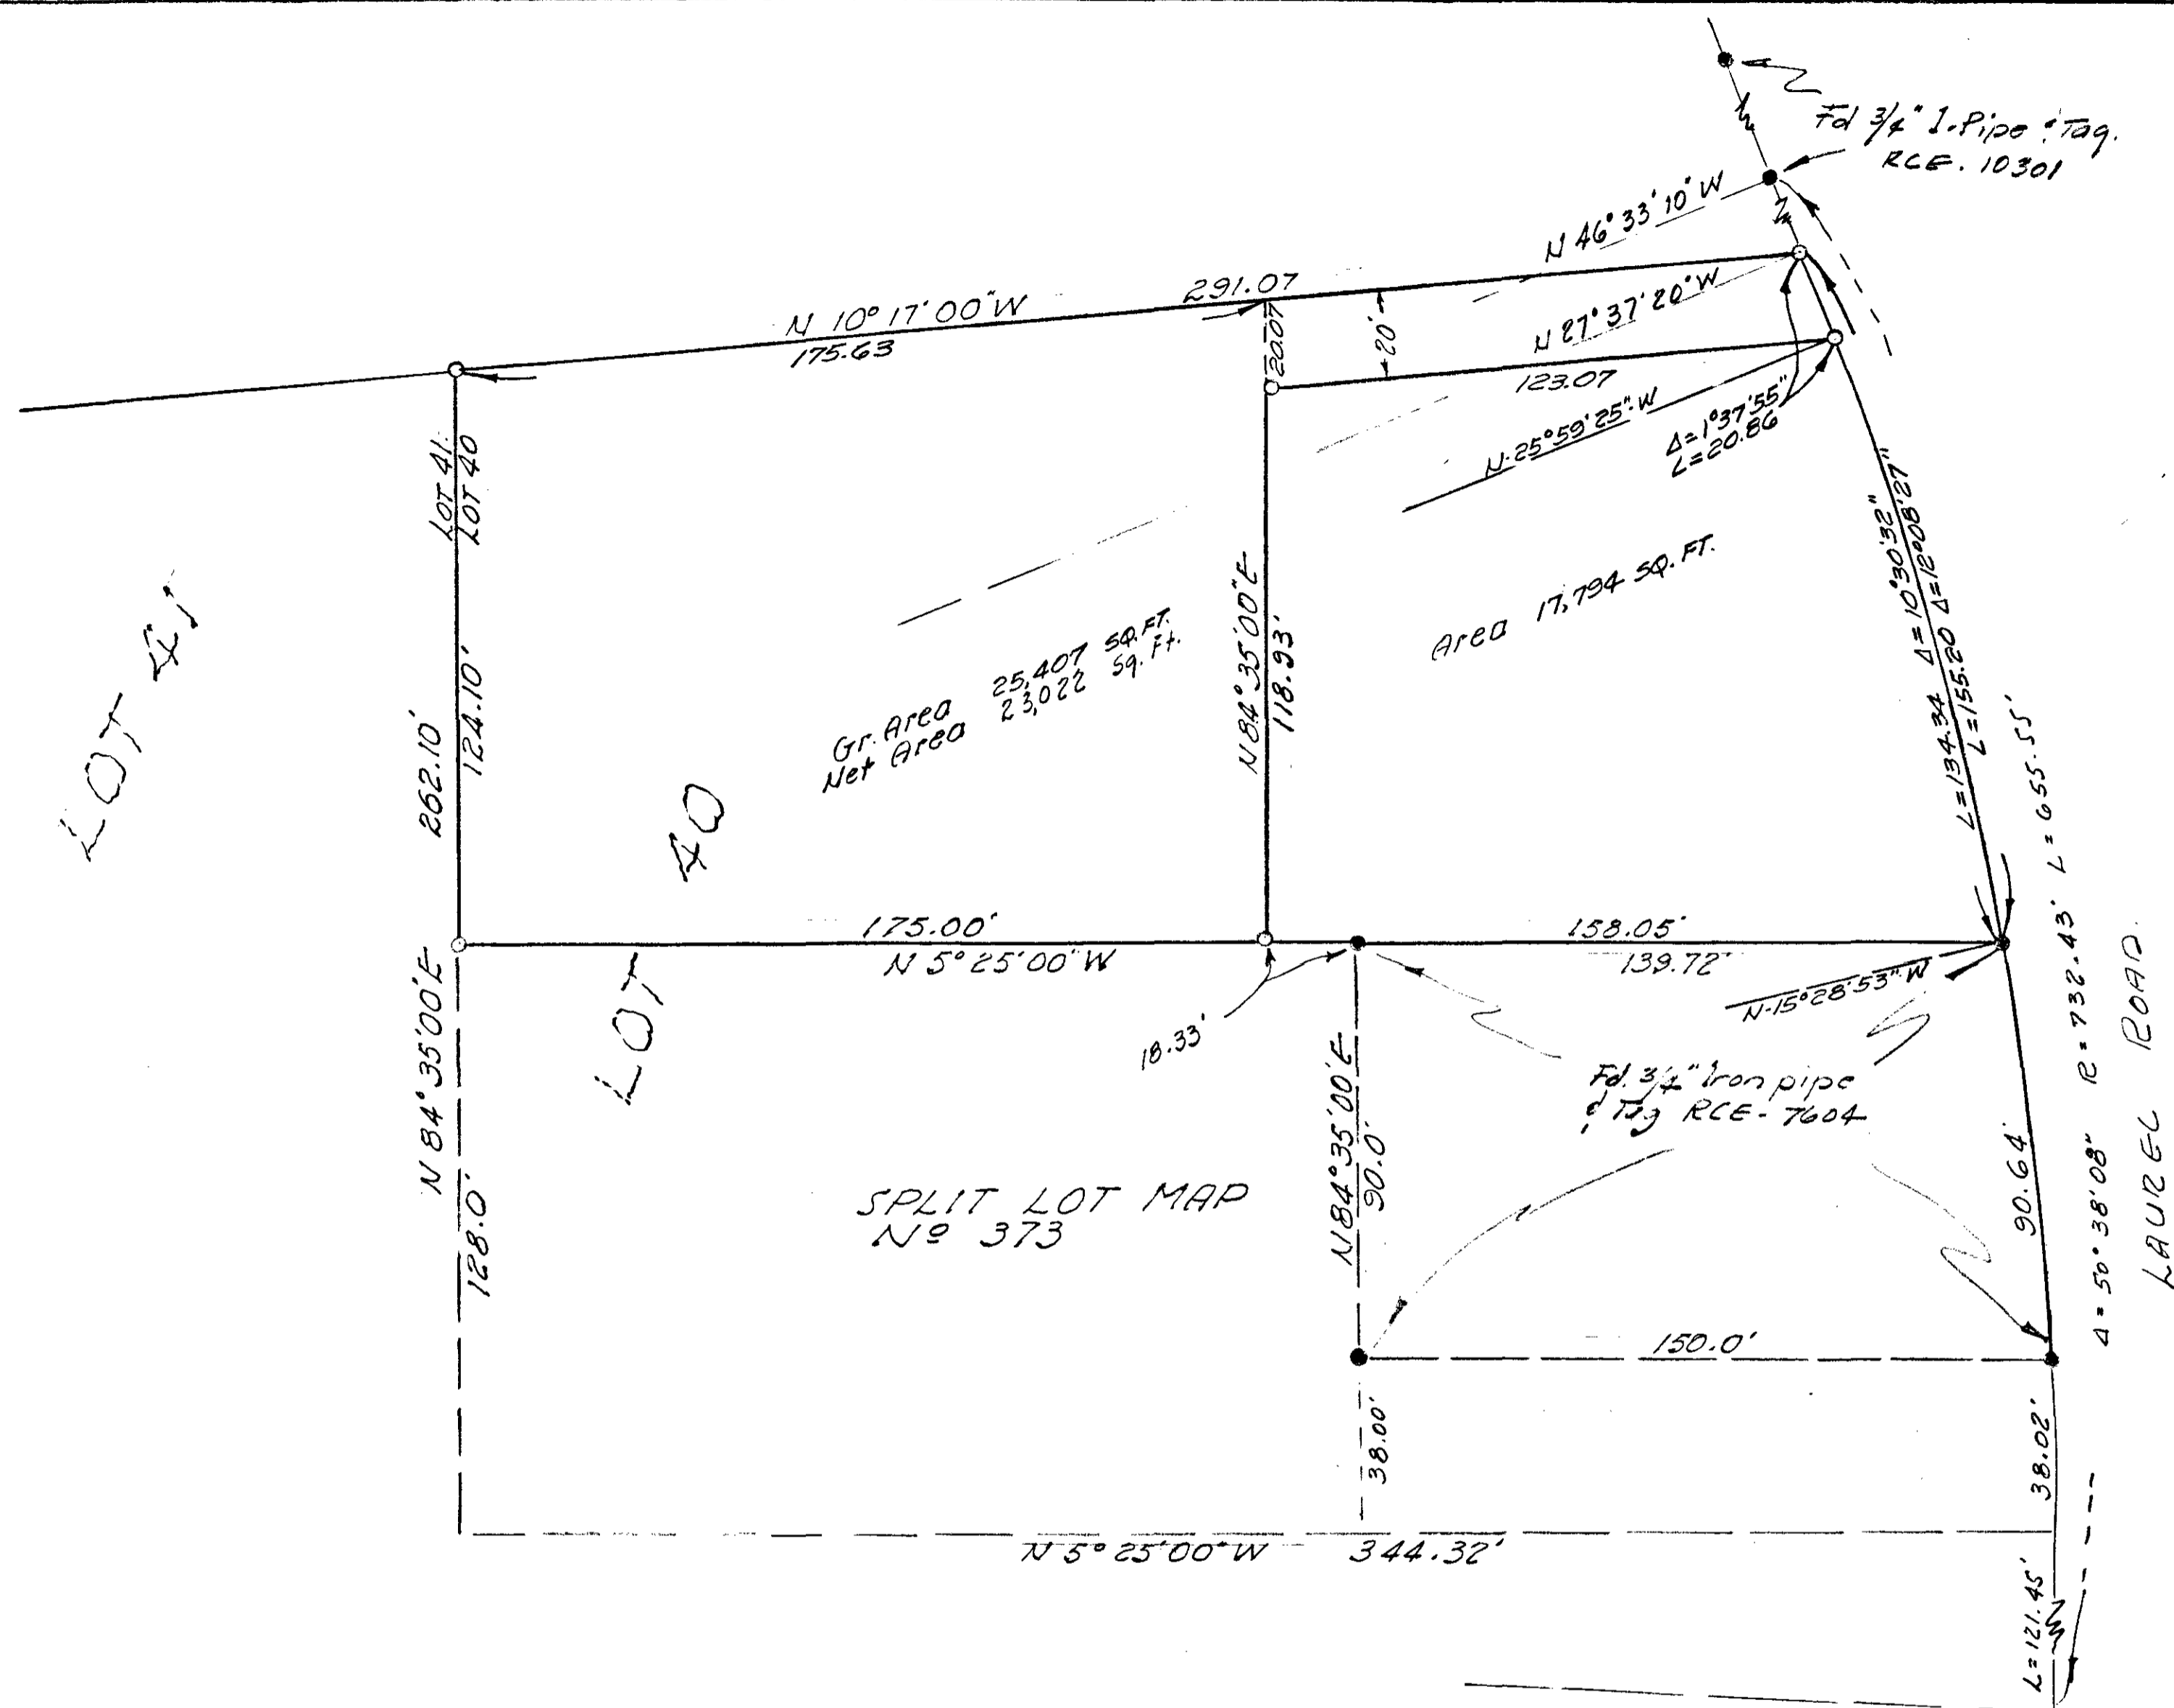 Fd 3/4" I.Pipe & Tag.
RCE. 10301
N 46° 33' 10" W
291.07
N 10° 17' 00" W
175.63
20.07
20'
N 27° 37' 20" W
123.07
N 25° 59' 25" W
Δ=1°37'55"
L=20.86
LOT 41
LOT 40
Δ=10°30'32"
L=134.34
Δ=12°08'27"
L=155.20
Area 17,794 SQ. FT.
N84° 35' 00" E
118.93'
Gr. Area 25,407 SQ. FT.
Net Area 23,022 Sq. Ft.
LOT 41
262.10'
124.10'
LOT 40
175.00'
N 5° 25' 00" W
158.05'
139.72'
N 15° 28' 53" W
18.33'
Fd. 3/4" Iron pipe
& Tag RCE - 7604
N 84° 35' 00" E
128.0'
N84° 35' 00" E
90.0'
SPLIT LOT MAP
Nº 373
150.0'
38.00'
90.64'
38.02'
Δ = 50° 38' 08" R = 732.43' L = 655.55'
LAUREL ROAD.
N 5° 25' 00" W 344.32'
L=121.45'